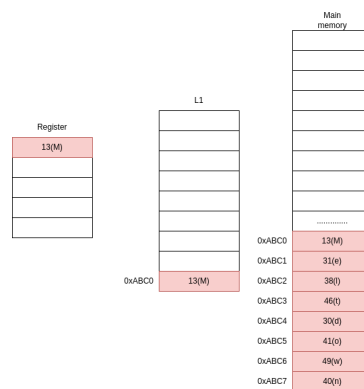 Main
memory
L1
Register
13(M)
..............
0xABC0 13(M)
0xABC1 31(e)
0xABC0 13(M) 0xABC2 38(l)
0xABC3 46(t)
0xABC4 30(d)
0xABC5 41(o)
0xABC6 49(w)
0xABC7 40(n)